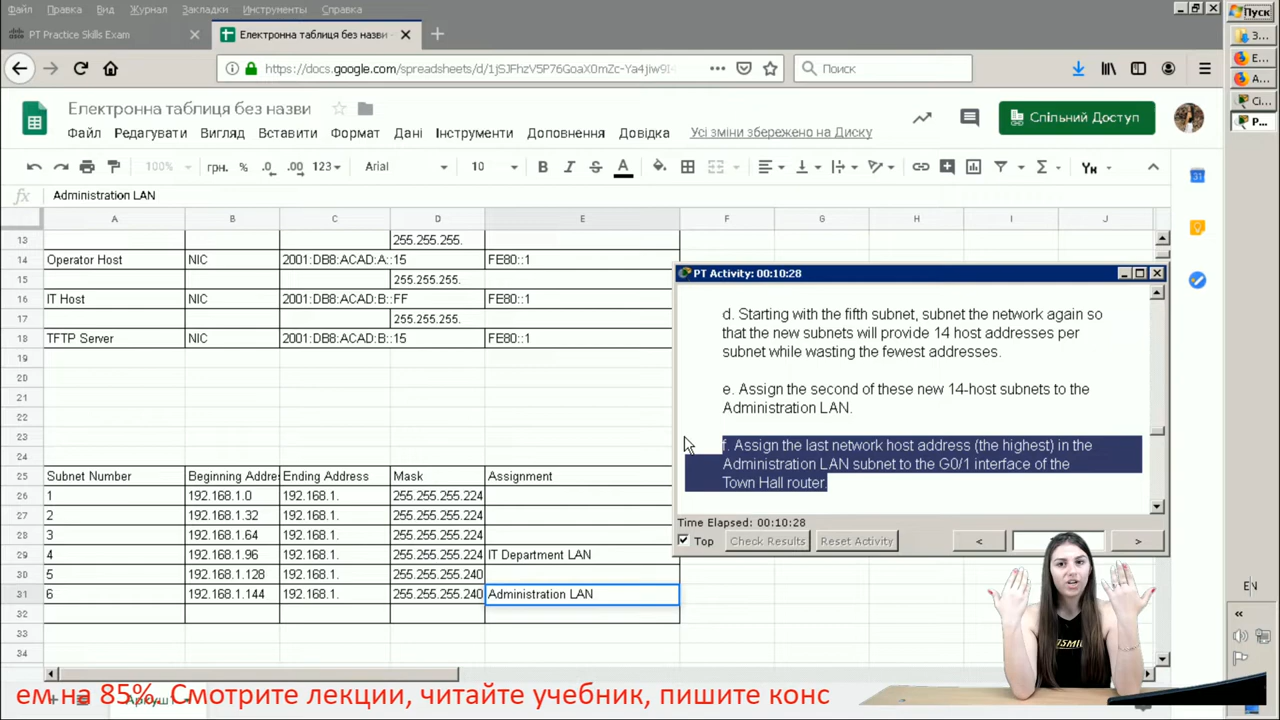 Файл Правка Вид Журнал Закладки Инструменты Справка
Пуск
PT Practice Skills Exam
Електронна таблиця без назви -
https://docs.google.com/spreadsheets/d/1jSJFhzV5P76GoaX0mZc-Ya4jiw9I
Поиск
Електронна таблиця без назви
Файл Редагувати Вигляд Вставити Формат Дані Інструменти Доповнення Довідка Усі зміни збережено на Диску
Спільний Доступ
100% грн. % .0 .00 123 Arial 10 B I S A
fx Administration LAN
A B C D E F G H I J
13 255.255.255.
14 Operator Host NIC 2001:DB8:ACAD:A::15 FE80::1
15 255.255.255.
16 IT Host NIC 2001:DB8:ACAD:B::FF FE80::1
17 255.255.255.
18 TFTP Server NIC 2001:DB8:ACAD:B::15 FE80::1
19
20
21
22
23
24
25 Subnet Number Beginning Addre Ending Address Mask Assignment
26 1 192.168.1.0 192.168.1. 255.255.255.224
27 2 192.168.1.32 192.168.1. 255.255.255.224
28 3 192.168.1.64 192.168.1. 255.255.255.224
29 4 192.168.1.96 192.168.1. 255.255.255.224 IT Department LAN
30 5 192.168.1.128 192.168.1. 255.255.255.240
31 6 192.168.1.144 192.168.1. 255.255.255.240 Administration LAN
32
33
34
PT Activity: 00:10:28
d. Starting with the fifth subnet, subnet the network again so
that the new subnets will provide 14 host addresses per
subnet while wasting the fewest addresses.
e. Assign the second of these new 14-host subnets to the
Administration LAN.
f. Assign the last network host address (the highest) in the
Administration LAN subnet to the G0/1 interface of the
Town Hall router.
Time Elapsed: 00:10:28
Top Check Results Reset Activity < >
З...
E...
A...
Ci...
P...
EN
ем на 85%. Смотрите лекции, читайте учебник, пишите конс